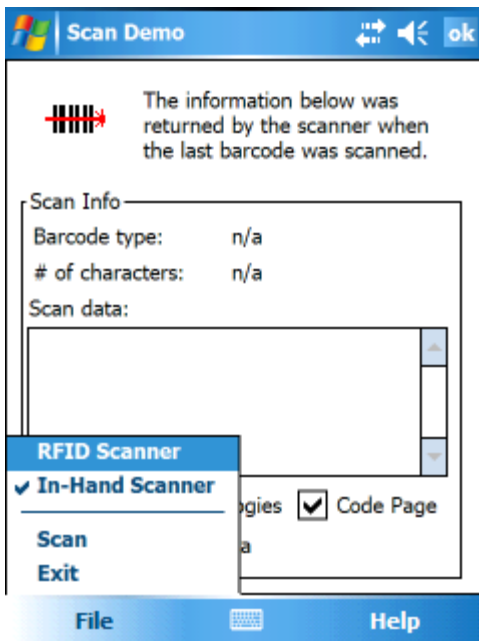 Scan Demo
ok
The information below was
returned by the scanner when
the last barcode was scanned.
Scan Info
Barcode type: n/a
# of characters: n/a
Scan data:
RFID Scanner
In-Hand Scanner
Code Page
Scan
Exit
File
Help